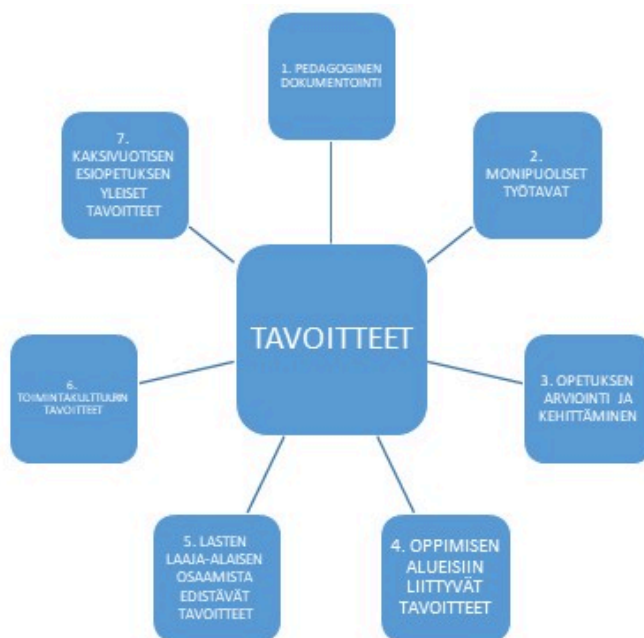 1. PEDAGOGINEN
DOKUMENTOINTI
2.
MONIPUOLISET
TYÖTAVAT
3. OPETUKSEN
ARVIOINTI JA
KEHITTÄMINEN
4. OPPIMISEN
ALUEISIIN
LIITTYVÄT
TAVOITTEET
5. LASTEN
LAAJA-ALAISEN
OSAAMISTA
EDISTÄVÄT
TAVOITTEET
6.
TOIMINTAKULTTUURIN
TAVOITTEET
7.
KAKSIVUOTISEN
ESIOPETUKSEN
YLEISET
TAVOITTEET
TAVOITTEET